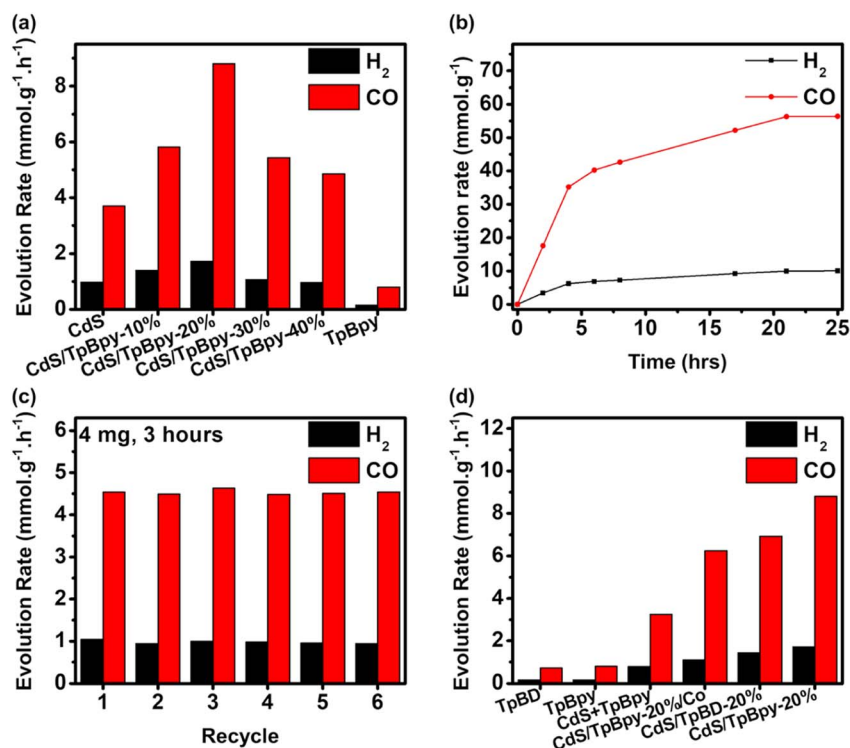 (a)
H2
CO
Evolution Rate (mmol.g-1.h-1)
8
6
4
2
0
CdS
CdS/TpBpy-10%
CdS/TpBpy-20%
CdS/TpBpy-30%
CdS/TpBpy-40%
TpBpy
(b)
H2
CO
Evolution rate (mmol.g-1)
70
60
50
40
30
20
10
0
0 5 10 15 20 25
Time (hrs)
(c)
4 mg, 3 hours
H2
CO
Evolution Rate (mmol.g-1.h-1)
6
5
4
3
2
1
0
1 2 3 4 5 6
Recycle
(d)
H2
CO
Evolution Rate (mmol.g-1.h-1)
12
10
8
6
4
2
0
TpBD
TpBpy
CdS+TpBpy
CdS/TpBpy-20%/Co
CdS/TpBD-20%
CdS/TpBpy-20%